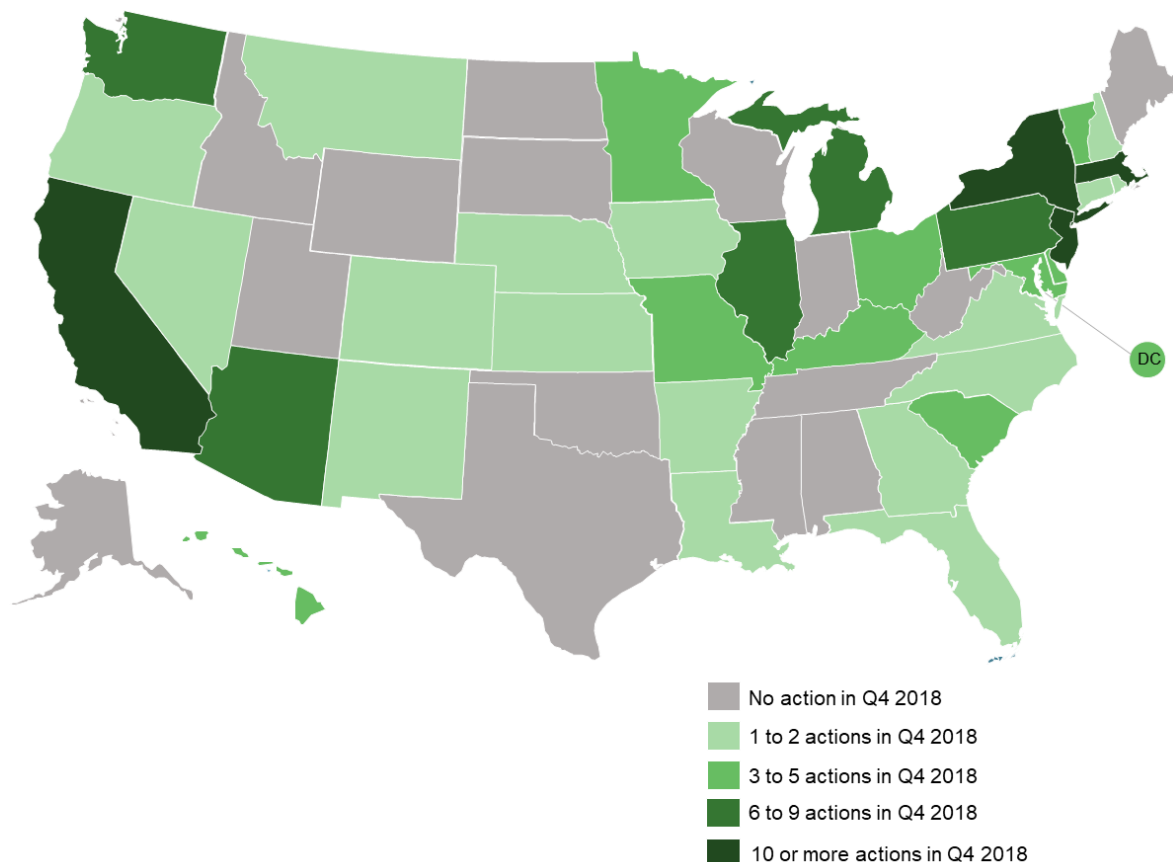 DC
No action in Q4 2018
1 to 2 actions in Q4 2018
3 to 5 actions in Q4 2018
6 to 9 actions in Q4 2018
10 or more actions in Q4 2018